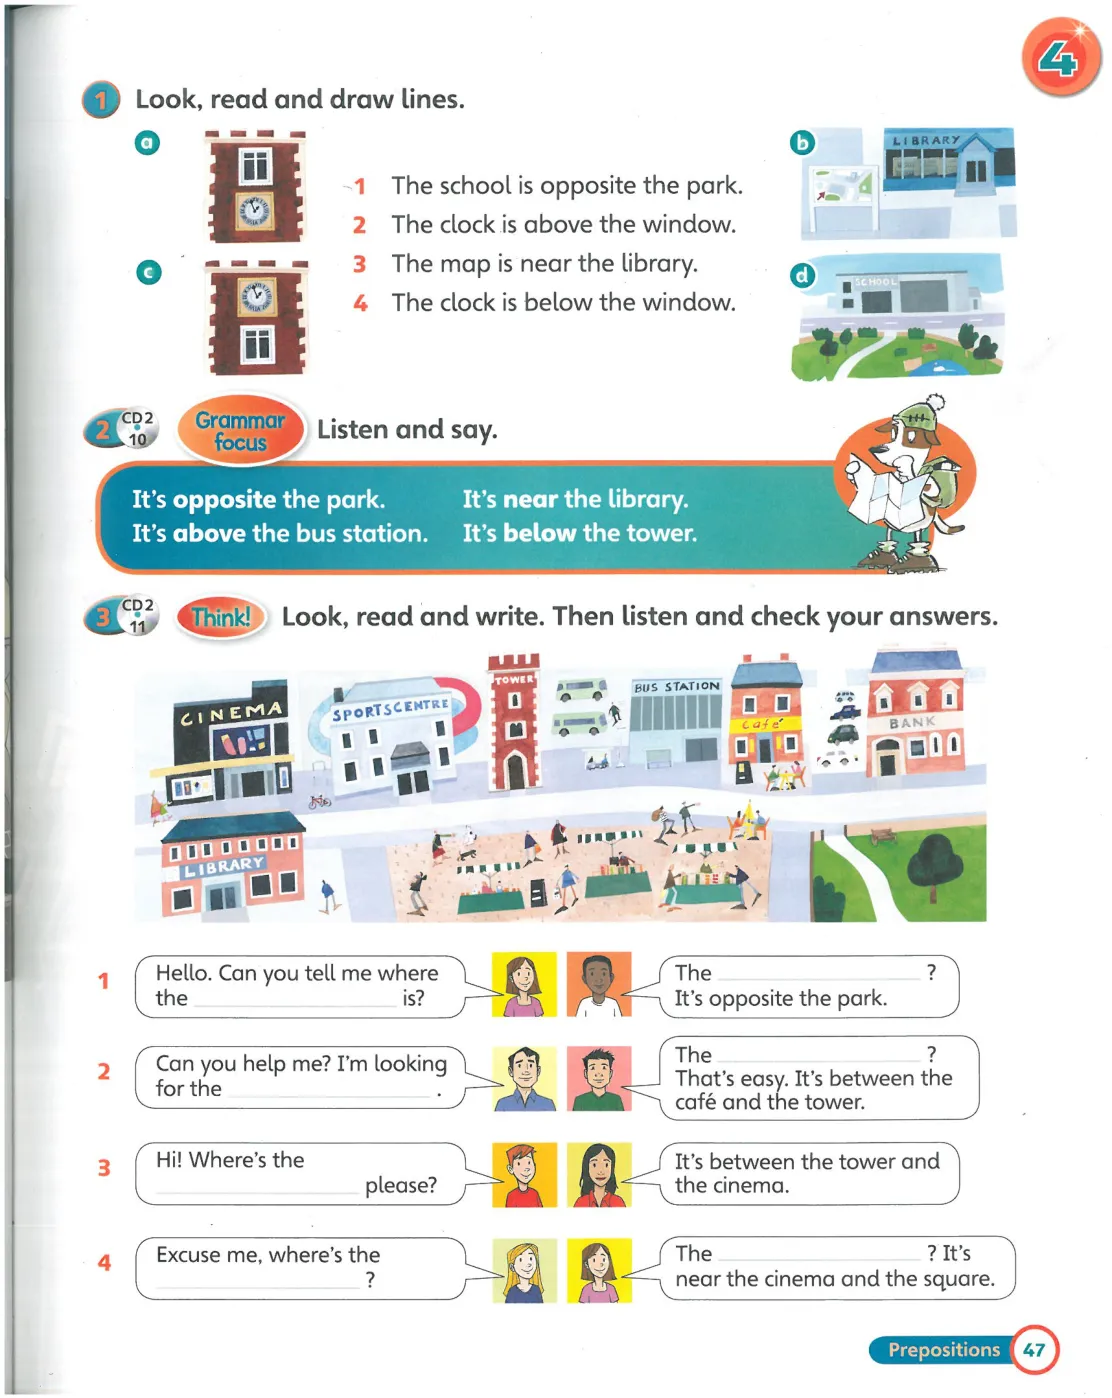 4
1 Look, read and draw lines.
a
b
LIBRARY
1 The school is opposite the park.
2 The clock is above the window.
c
3 The map is near the library.
d
SCHOOL
4 The clock is below the window.
2 CD2 10 Grammar focus Listen and say.
It's opposite the park. It's near the library.
It's above the bus station. It's below the tower.
3 CD2 11 Think! Look, read and write. Then listen and check your answers.
CINEMA
SPORTSCENTRE
TOWER
BUS STATION
Café
BANK
LIBRARY
1 Hello. Can you tell me where
the is?
The ?
It's opposite the park.
2 Can you help me? I'm looking
for the .
The ?
That's easy. It's between the
café and the tower.
3 Hi! Where's the
please?
It's between the tower and
the cinema.
4 Excuse me, where's the
?
The ? It's
near the cinema and the square.
Prepositions 47